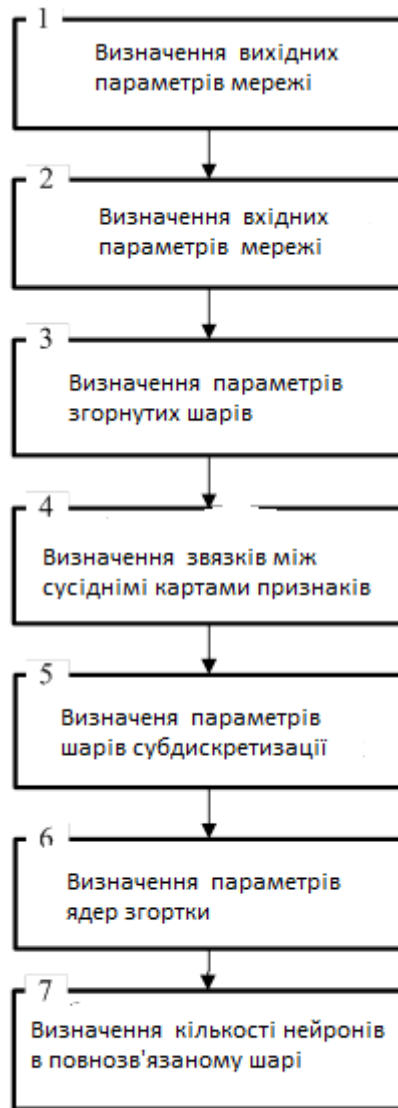 1
Визначення вихідних
параметрів мережі
2
Визначення вхідних
параметрів мережі
3
Визначення параметрів
згорнутих шарів
4
Визначення звязків між
сусіднімі картами признаків
5
Визначеня параметрів
шарів субдискретизації
6
Визначення параметрів
ядер згортки
7
Визначення кількості нейронів
в повнозв'язаному шарі